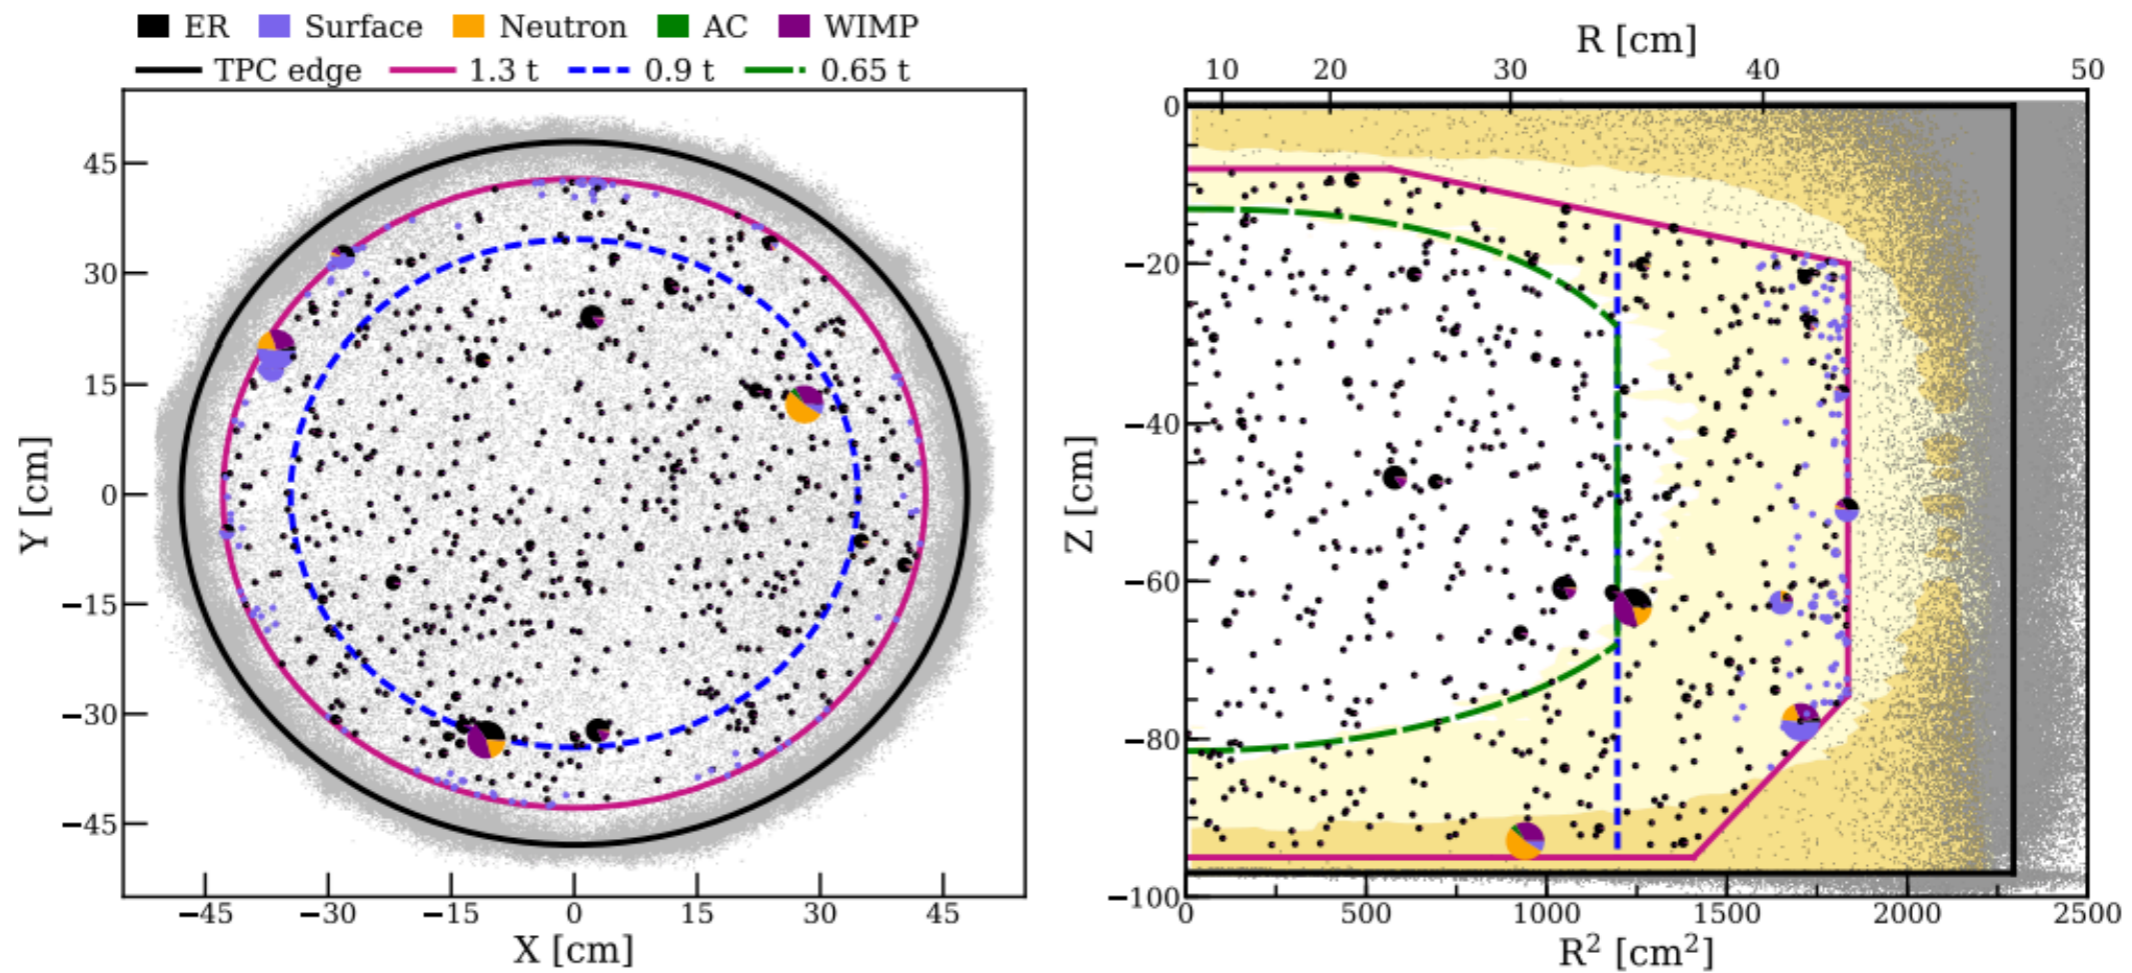 ER Surface Neutron AC WIMP
TPC edge 1.3 t 0.9 t 0.65 t
45
30
15
0
−15
−30
−45
Y [cm]
−45 −30 −15 0 15 30 45
X [cm]
R [cm]
10 20 30 40 50
0
−20
−40
−60
−80
−100
Z [cm]
0 500 1000 1500 2000 2500
R² [cm²]